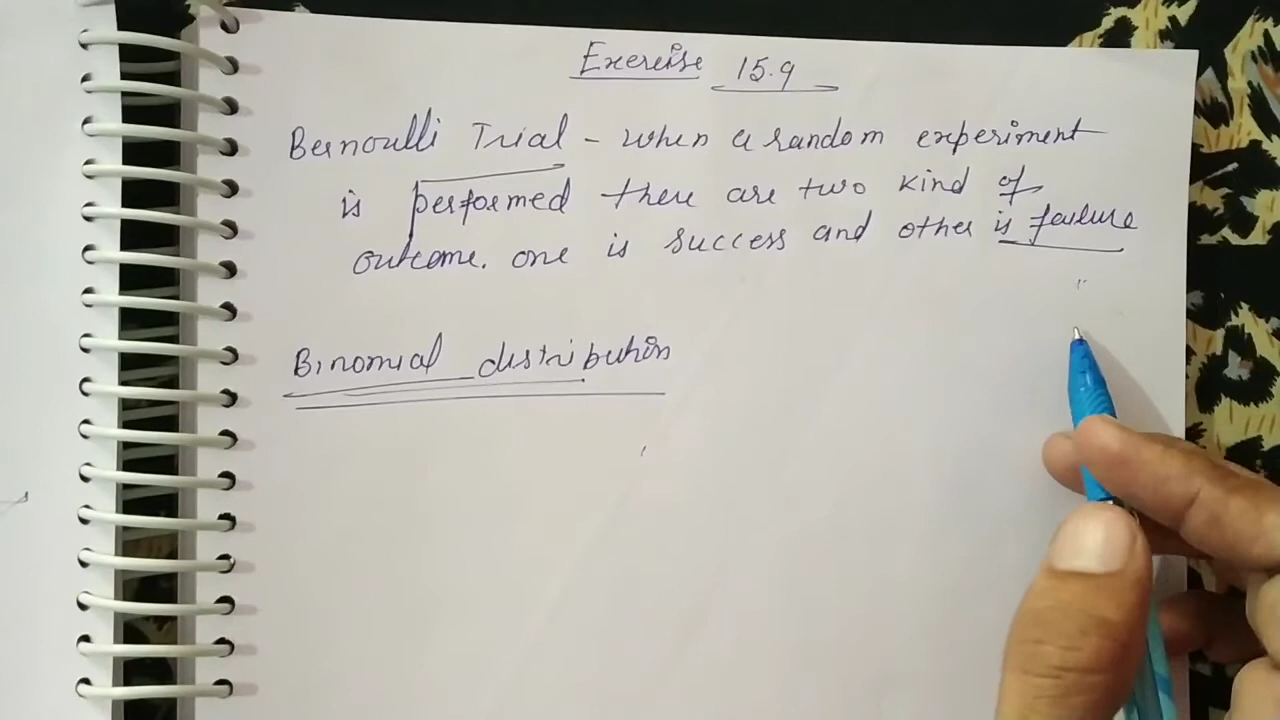 Exercise 15.9
Bernoulli Trial - when a random experiment
is performed there are two kind of
outcome. one is success and other is failure
Binomial distribution